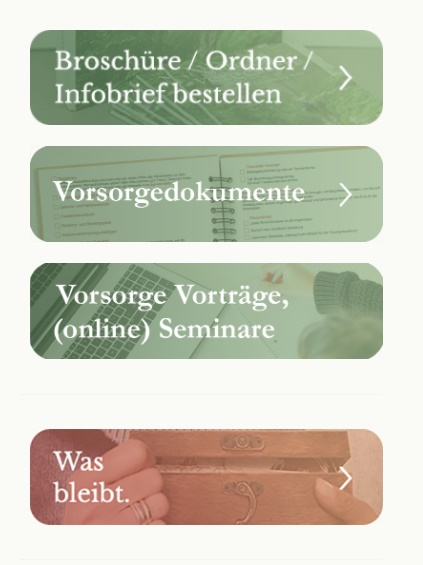 Broschüre / Ordner /
Infobrief bestellen
Vorsorgedokumente
Vorsorge Vorträge,
(online) Seminare
Was
bleibt.